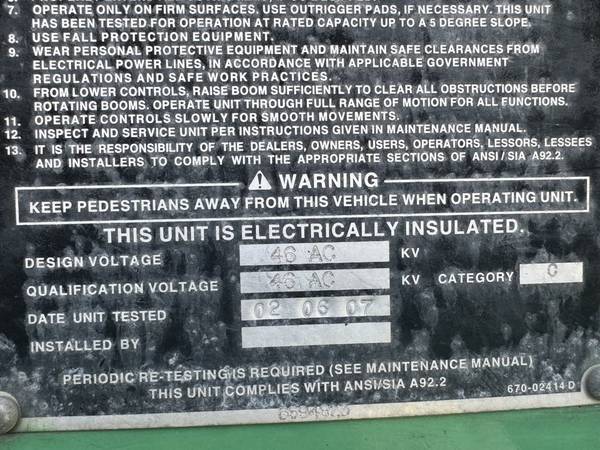 7. OPERATE ONLY ON FIRM SURFACES, USE OUTRIGGER PADS, IF NECESSARY. THIS UNIT
HAS BEEN TESTED FOR OPERATION AT RATED CAPACITY UP TO A 5 DEGREE SLOPE.
8. USE FALL PROTECTION EQUIPMENT.
9. WEAR PERSONAL PROTECTIVE EQUIPMENT AND MAINTAIN SAFE CLEARANCES FROM
ELECTRICAL POWER LINES, IN ACCORDANCE WITH APPLICABLE GOVERNMENT
REGULATIONS AND SAFE WORK PRACTICES.
10. FROM LOWER CONTROLS, RAISE BOOM SUFFICIENTLY TO CLEAR ALL OBSTRUCTIONS BEFORE
ROTATING BOOMS. OPERATE UNIT THROUGH FULL RANGE OF MOTION FOR ALL FUNCTIONS.
11. OPERATE CONTROLS SLOWLY FOR SMOOTH MOVEMENTS.
12. INSPECT AND SERVICE UNIT PER INSTRUCTIONS GIVEN IN MAINTENANCE MANUAL.
13. IT IS THE RESPONSIBILITY OF THE DEALERS, OWNERS, USERS, OPERATORS, LESSORS, LESSEES
AND INSTALLERS TO COMPLY WITH THE APPROPRIATE SECTIONS OF ANSI / SIA A92.2.
WARNING
KEEP PEDESTRIANS AWAY FROM THIS VEHICLE WHEN OPERATING UNIT.
THIS UNIT IS ELECTRICALLY INSULATED.
DESIGN VOLTAGE 46 AC KV
QUALIFICATION VOLTAGE 46 AC KV CATEGORY C
DATE UNIT TESTED 02 06 07
INSTALLED BY
PERIODIC RE-TESTING IS REQUIRED (SEE MAINTENANCE MANUAL)
THIS UNIT COMPLIES WITH ANSI/SIA A92.2
670-02414 D